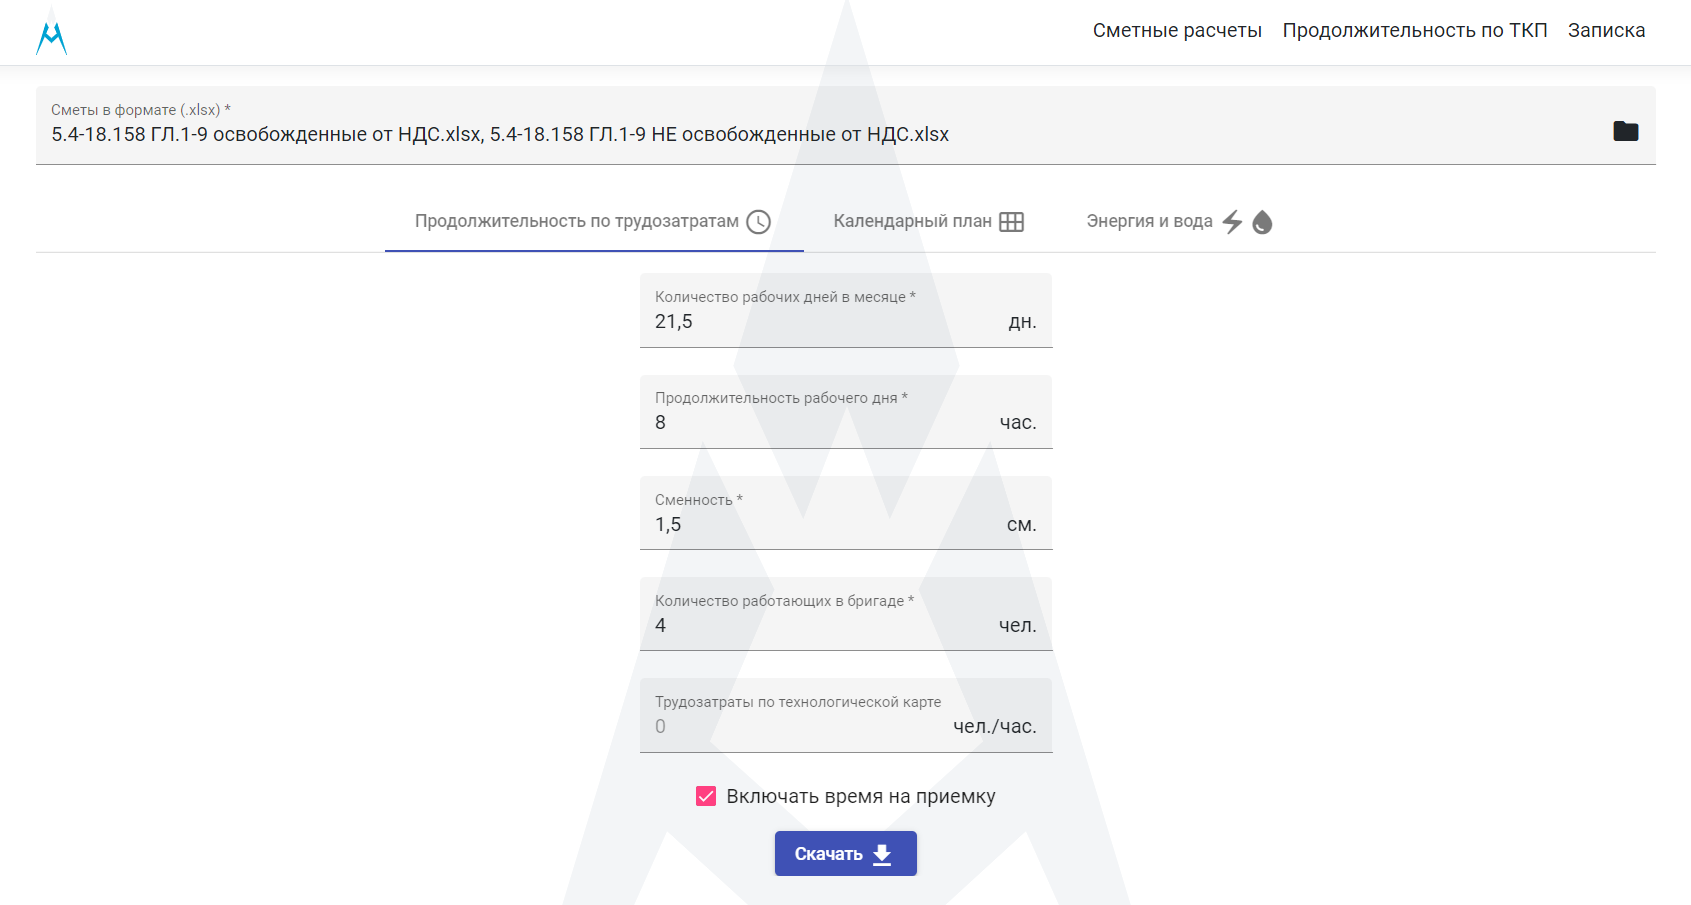 Сметные расчеты Продолжительность по ТКП Записка
Сметы в формате (.xlsx) *
5.4-18.158 ГЛ.1-9 освобожденные от НДС.xlsx, 5.4-18.158 ГЛ.1-9 НЕ освобожденные от НДС.xlsx
Продолжительность по трудозатратам Календарный план Энергия и вода
Количество рабочих дней в месяце *
21,5 дн.
Продолжительность рабочего дня *
8 час.
Сменность *
1,5 см.
Количество работающих в бригаде *
4 чел.
Трудозатраты по технологической карте
0 чел./час.
Включать время на приемку
Скачать